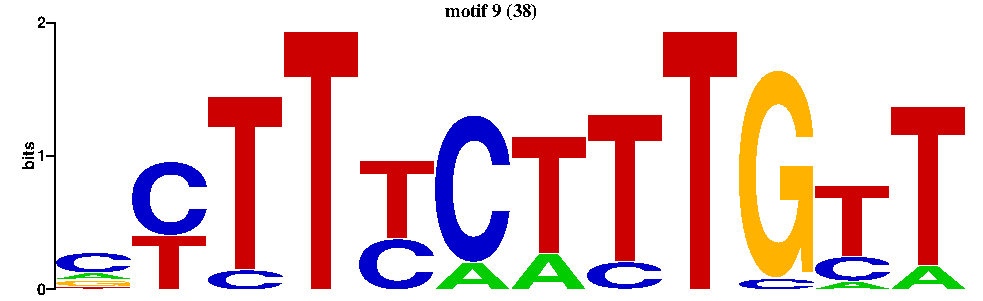 motif 9 (38)
2
1
0
bits
C C T T T C T T T G T T
A T C C A A C C C A
G A
T